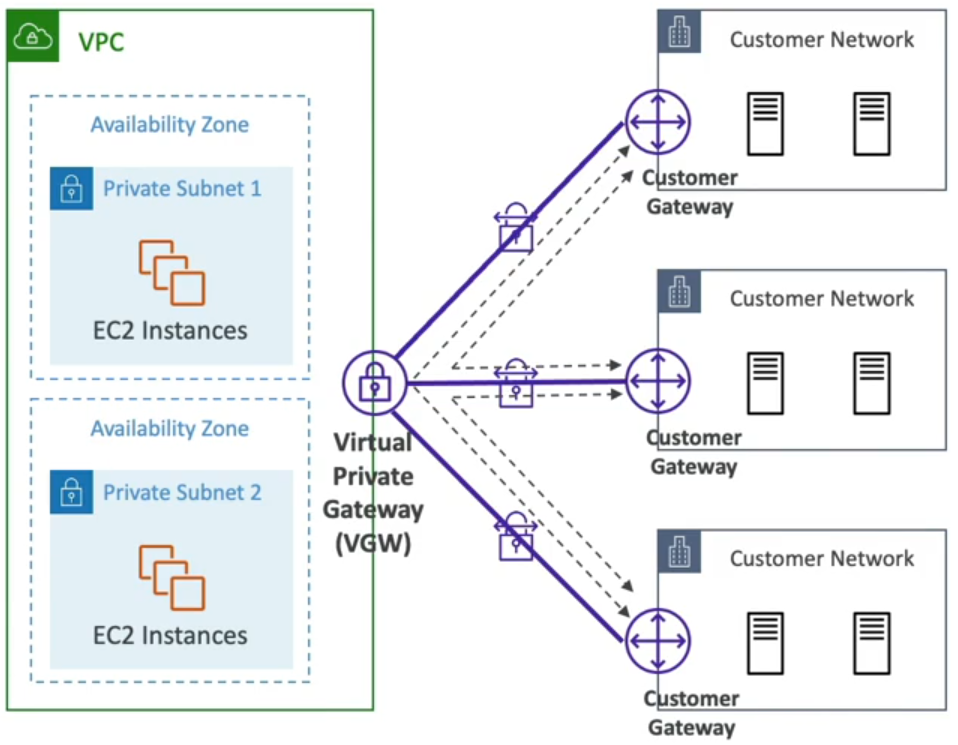 VPC
Availability Zone
Private Subnet 1
EC2 Instances
Availability Zone
Private Subnet 2
EC2 Instances
Virtual
Private
Gateway
(VGW)
Customer Network
Customer
Gateway
Customer Network
Customer
Gateway
Customer Network
Customer
Gateway